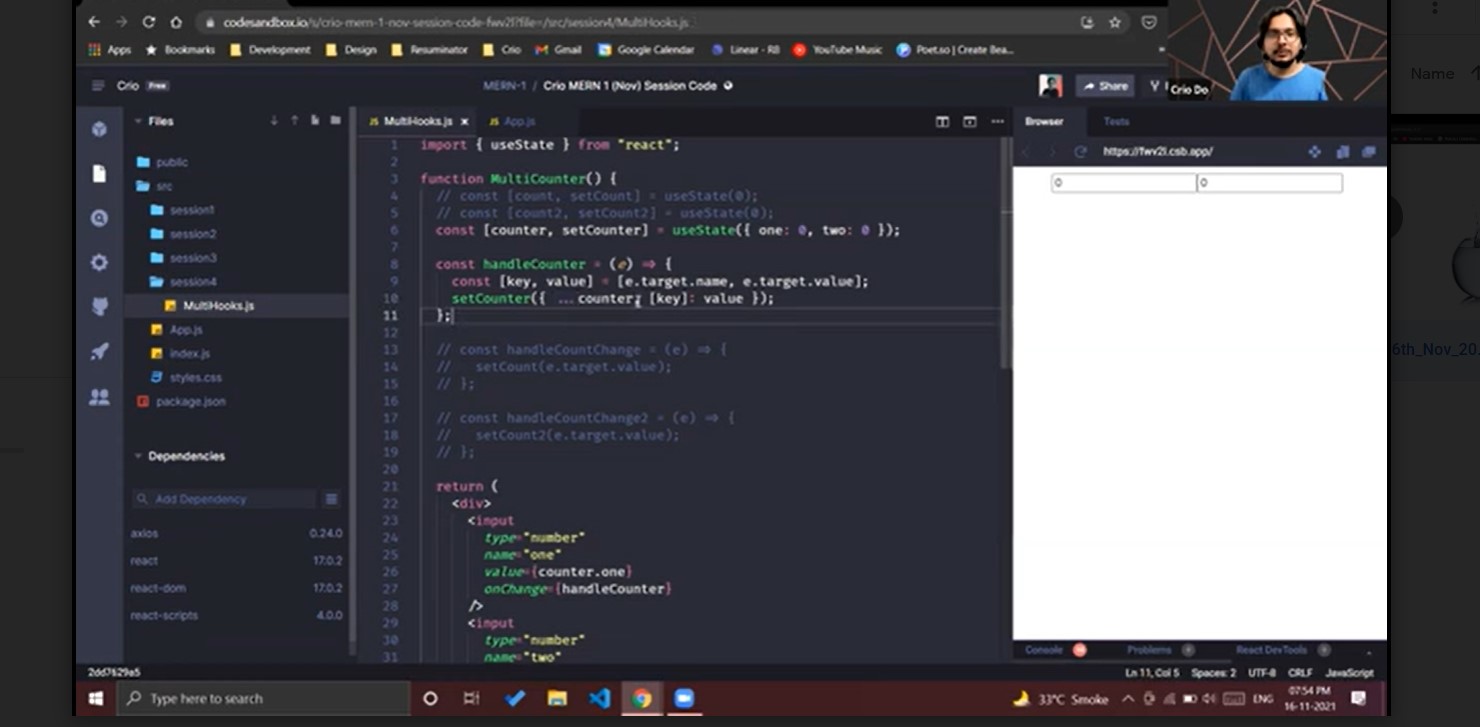 codesandbox.io/s/crio-mern-1-nov-session-code-fwv2l?file=/src/session4/MultiHooks.js
Apps Bookmarks Development Design Resuminator Crio Gmail Google Calendar Linear - RB YouTube Music Poet.so | Create Bea... »
Crio Free MERN-1 / Crio MERN 1 (Nov) Session Code Share Crio Do
Name
Files
public
src
session1
session2
session3
session4
MultiHooks.js
App.js
index.js
styles.css
package.json
Dependencies
Add Dependency
axios 0.24.0
react 17.0.2
react-dom 17.0.2
react-scripts 4.0.0
JS MultiHooks.js × JS App.js
1 import { useState } from "react";
2
3 function MultiCounter() {
4 // const [count, setCount] = useState(0);
5 // const [count2, setCount2] = useState(0);
6 const [counter, setCounter] = useState({ one: 0, two: 0 });
7
8 const handleCounter = (e) => {
9 const [key, value] = [e.target.name, e.target.value];
10 setCounter({ ...counter, [key]: value });
11 };
12
13 // const handleCountChange = (e) => {
14 // setCount(e.target.value);
15 // };
16
17 // const handleCountChange2 = (e) => {
18 // setCount2(e.target.value);
19 // };
20
21 return (
22 <div>
23 <input
24 type="number"
25 name="one"
26 value={counter.one}
27 onChange={handleCounter}
28 />
29 <input
30 type="number"
31 name="two"
Browser Tests
https://fwv2l.csb.app/
0 0
6th_Nov_20
Console Problems React DevTools
2dd7629a5
Ln 11, Col 5 Spaces: 2 UTF-8 CRLF JavaScript
Type here to search
33°C Smoke ENG 07:54 PM
16-11-2021